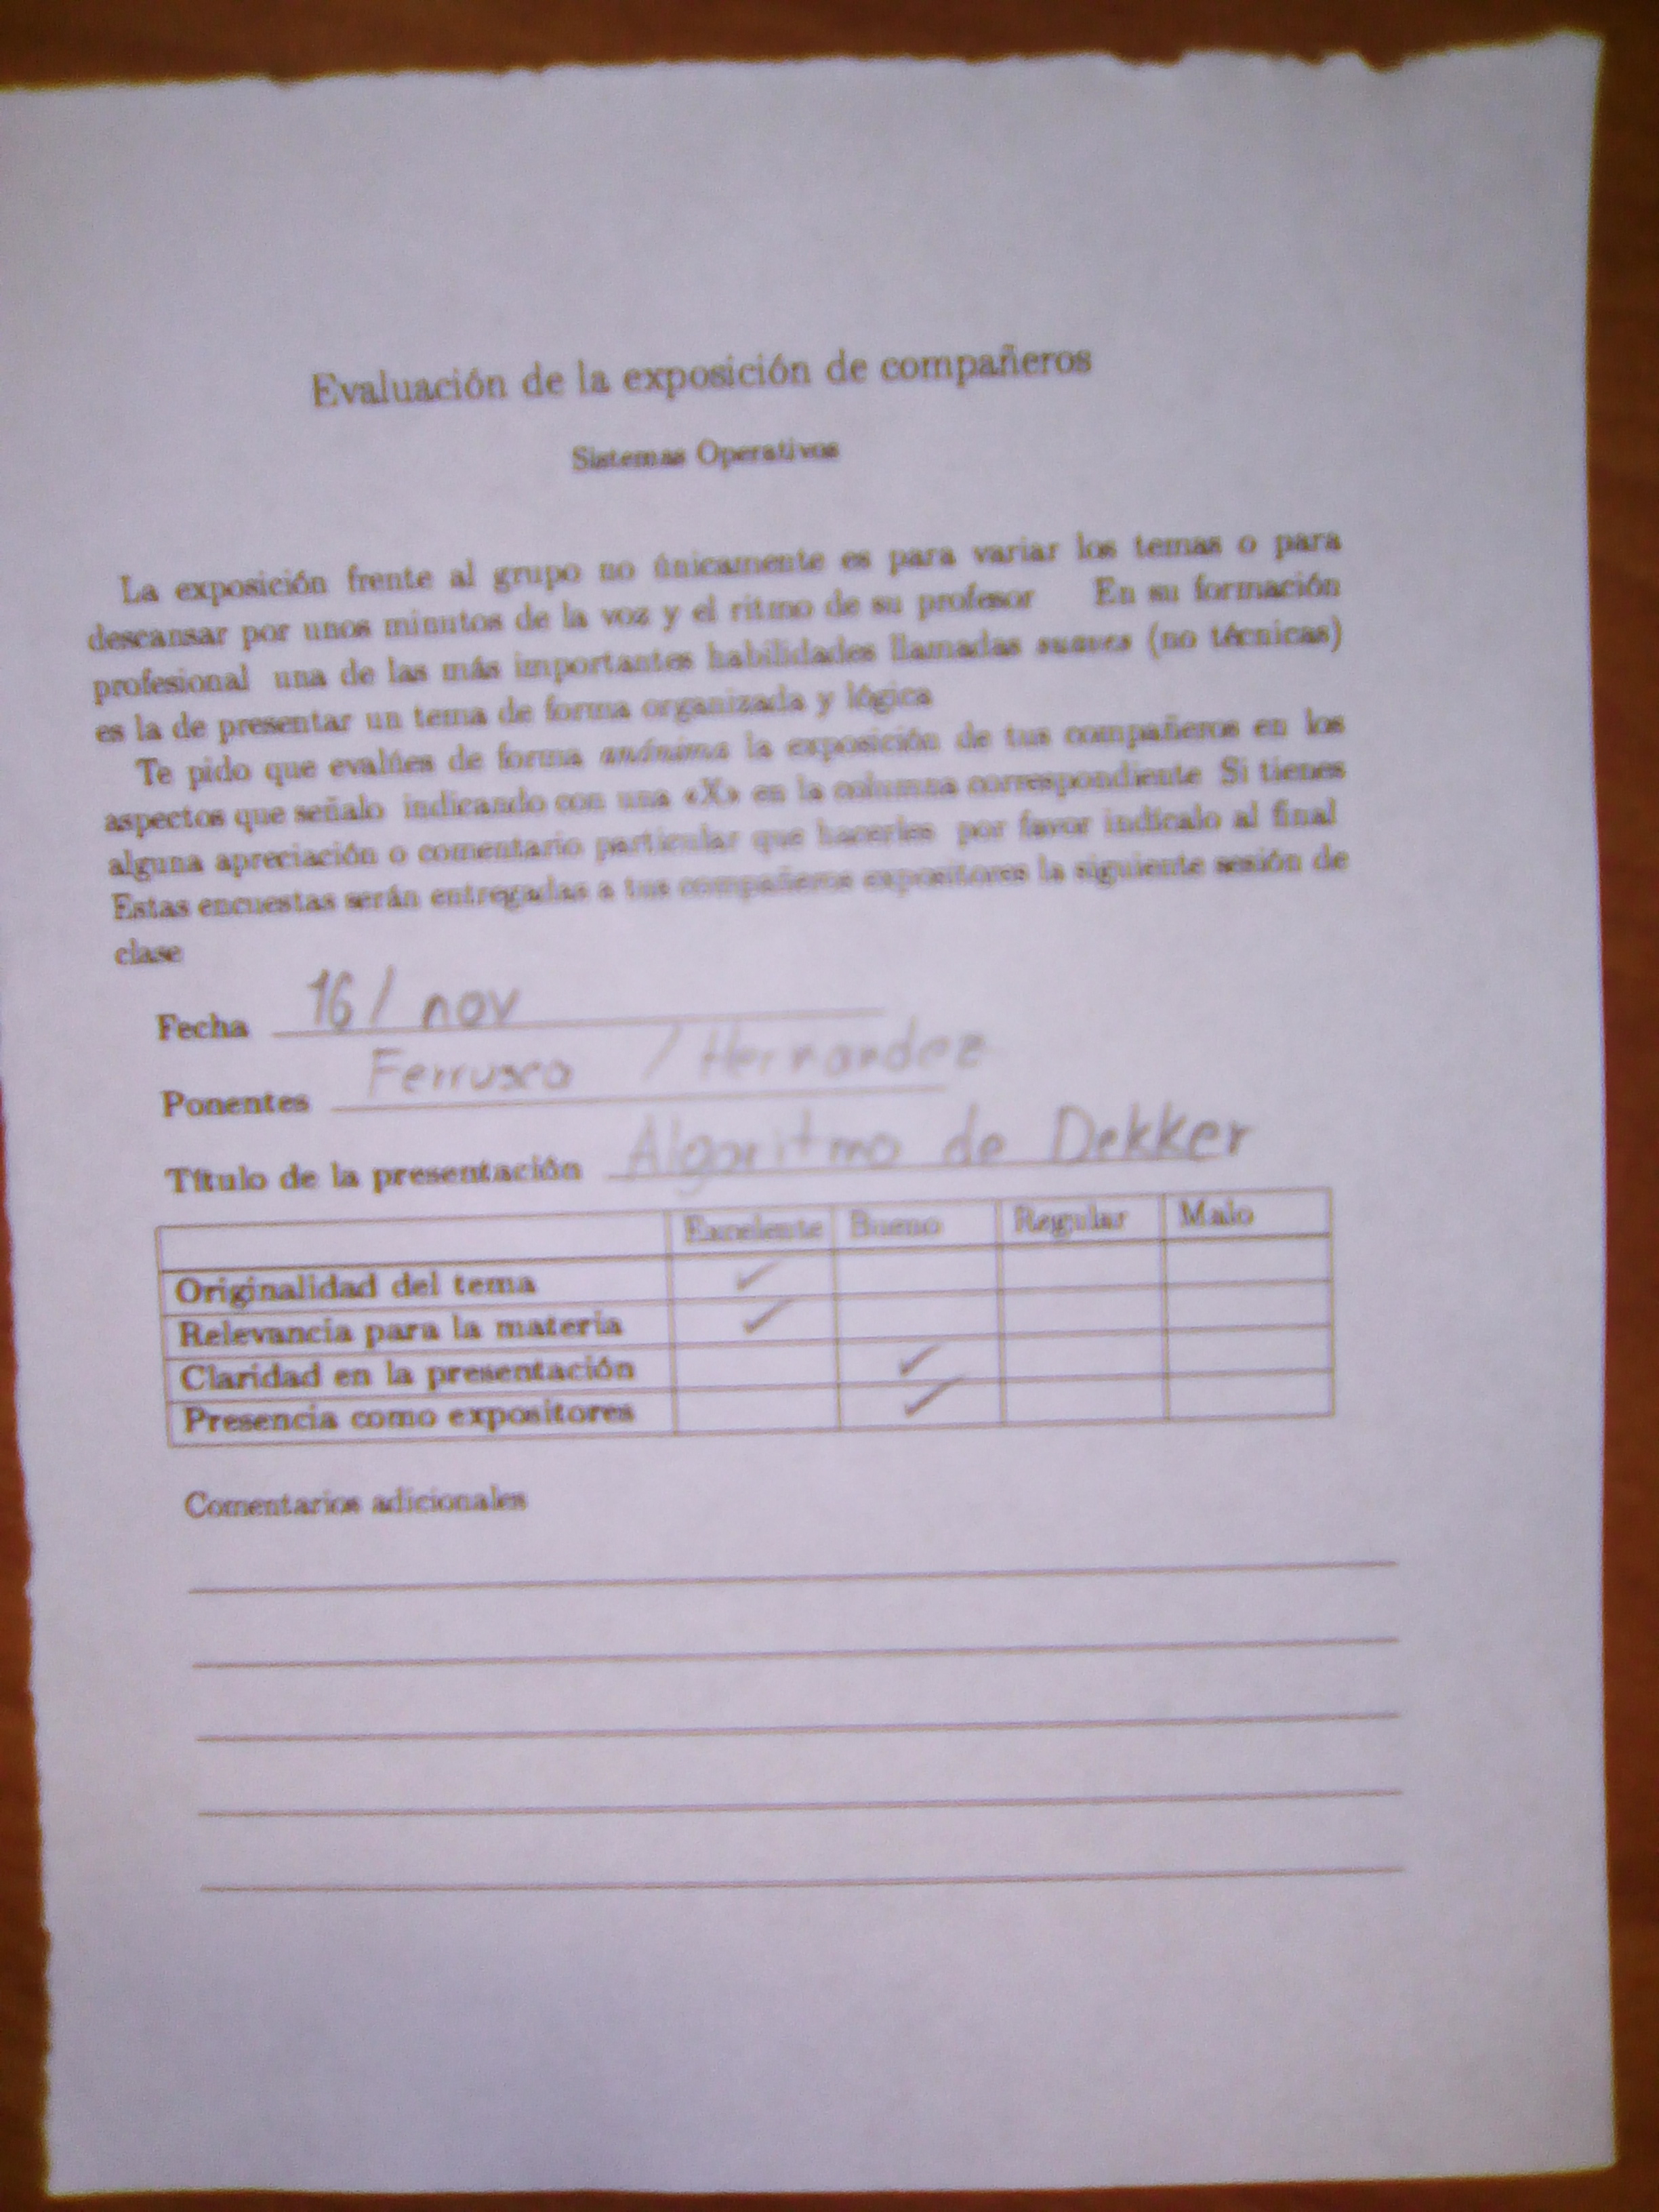 Evaluación de la exposición de compañeros
Sistemas Operativos
La exposición frente al grupo no únicamente es para variar los temas o para
descansar por unos minutos de la voz y el ritmo de su profesor En su formación
profesional una de las más importantes habilidades llamadas suaves (no técnicas)
es la de presentar un tema de forma organizada y lógica
Te pido que evalúes de forma anónima la exposición de tus compañeros en los
aspectos que señalo indicando con una «X» en la columna correspondiente Si tienes
alguna apreciación o comentario particular que hacerles por favor indícalo al final
Estas encuestas serán entregadas a tus compañeros expositores la siguiente sesión de
clase
Fecha 16/ nov
Ponentes Ferrusca / Hernandez
Título de la presentación Algoritmo de Dekker
Excelente Bueno Regular Malo
Originalidad del tema ✓
Relevancia para la materia ✓
Claridad en la presentación ✓
Presencia como expositores ✓
Comentarios adicionales